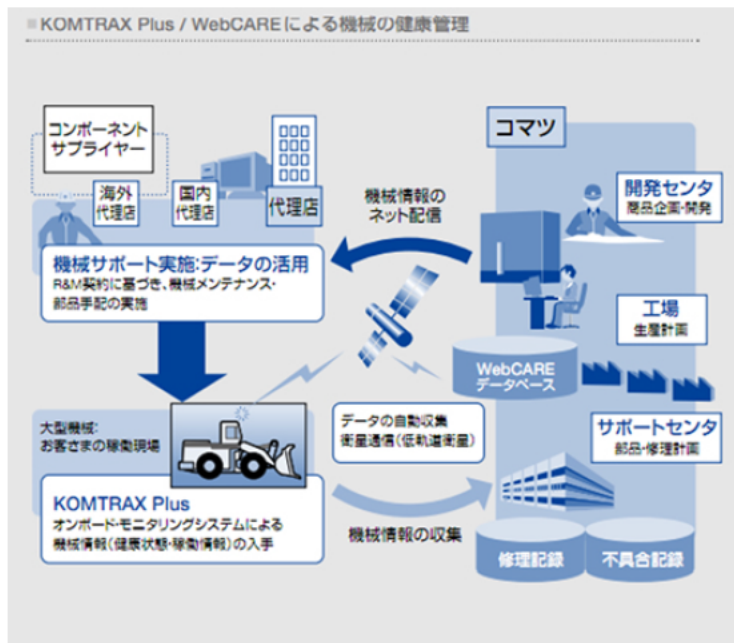 KOMTRAX Plus / WebCAREによる機械の健康管理
コンポーネント
サプライヤー
海外
代理店
国内
代理店
代理店
機械サポート実施:データの活用
R&M契約に基づき、機械メンテナンス・
部品手配の実施
機械情報の
ネット配信
コマツ
開発センタ
商品企画・開発
工場
生産計画
WebCARE
データベース
サポートセンタ
部品・修理計画
修理記録
不具合記録
データの自動収集
衛星通信(低軌道衛星)
大型機械:
お客さまの稼働現場
KOMTRAX Plus
オンボード・モニタリングシステムによる
機械情報(健康状態・稼働情報)の入手
機械情報の収集